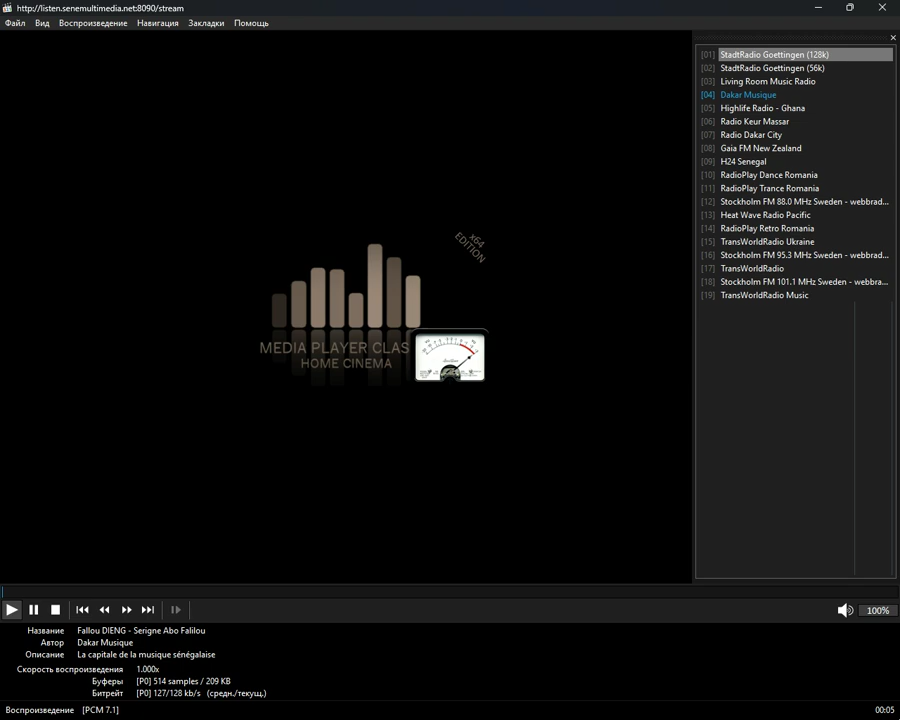 http://listen.senemultimedia.net:8090/stream
Файл Вид Воспроизведение Навигация Закладки Помощь
[01] StadtRadio Goettingen (128k)
[02] StadtRadio Goettingen (56k)
[03] Living Room Music Radio
[04] Dakar Musique
[05] Highlife Radio - Ghana
[06] Radio Keur Massar
[07] Radio Dakar City
[08] Gaia FM New Zealand
[09] H24 Senegal
[10] RadioPlay Dance Romania
[11] RadioPlay Trance Romania
[12] Stockholm FM 88.0 MHz Sweden - webbrad...
[13] Heat Wave Radio Pacific
[14] RadioPlay Retro Romania
[15] TransWorldRadio Ukraine
[16] Stockholm FM 95.3 MHz Sweden - webbrad...
[17] TransWorldRadio
[18] Stockholm FM 101.1 MHz Sweden - webbra...
[19] TransWorldRadio Music
x64
EDITION
MEDIA PLAYER CLAS
HOME CINEMA
100%
Название Fallou DIENG - Serigne Abo Falilou
Автор Dakar Musique
Описание La capitale de la musique sénégalaise
Скорость воспроизведения 1.000x
Буферы [P0] 514 samples / 209 KB
Битрейт [P0] 127/128 kb/s (средн./текущ.)
Воспроизведение [PCM 7.1] 00:05